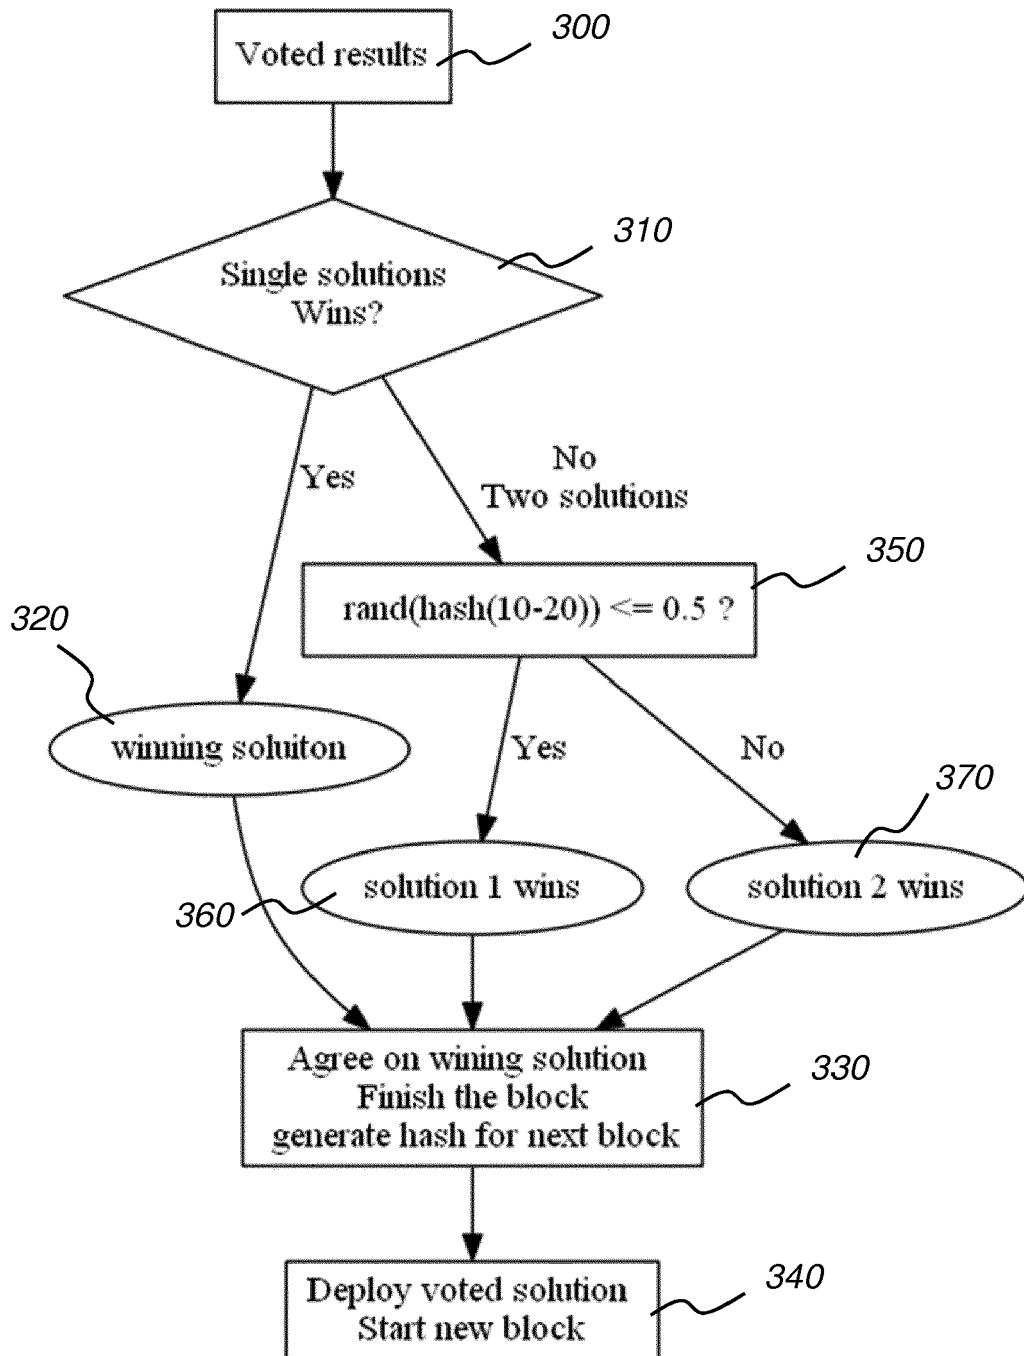 300
Voted results
310
Single solutions
Wins?
Yes
No
Two solutions
350
rand(hash(10-20)) <= 0.5 ?
320
winning soluiton
Yes
No
370
solution 1 wins
solution 2 wins
360
Agree on wining solution
Finish the block
generate hash for next block
330
340
Deploy voted solution
Start new block